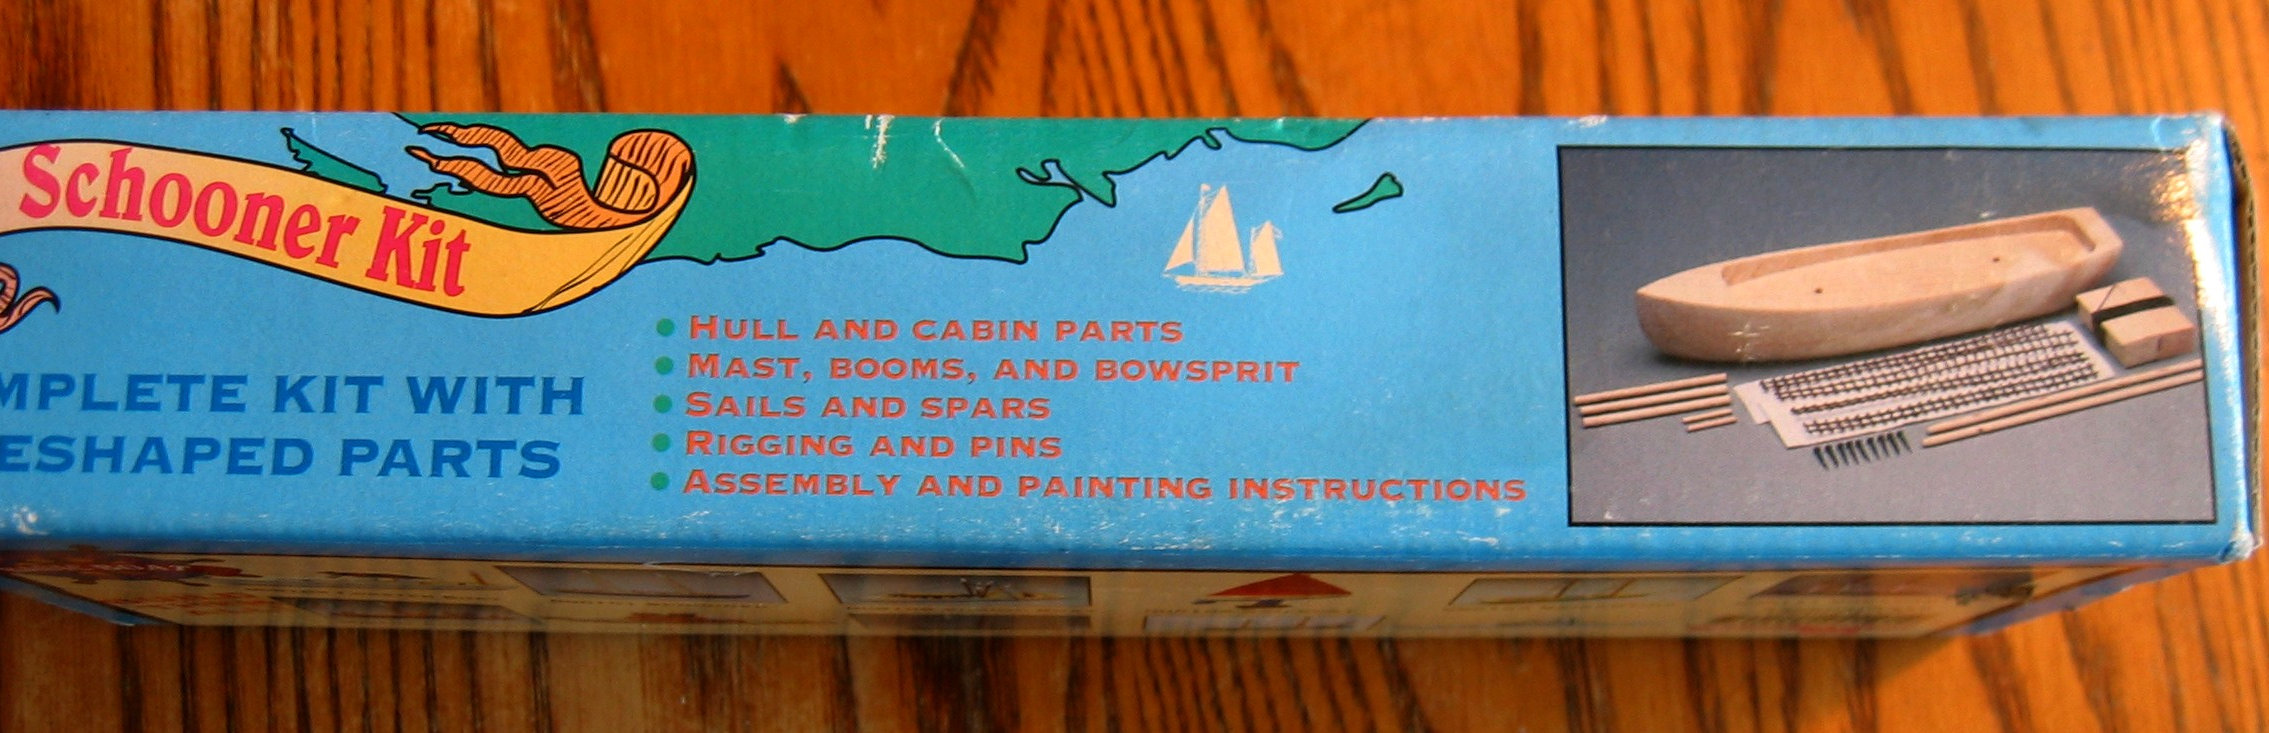 Schooner Kit
MPLETE KIT WITH
ESHAPED PARTS
• HULL AND CABIN PARTS
• MAST, BOOMS, AND BOWSPRIT
• SAILS AND SPARS
• RIGGING AND PINS
• ASSEMBLY AND PAINTING INSTRUCTIONS